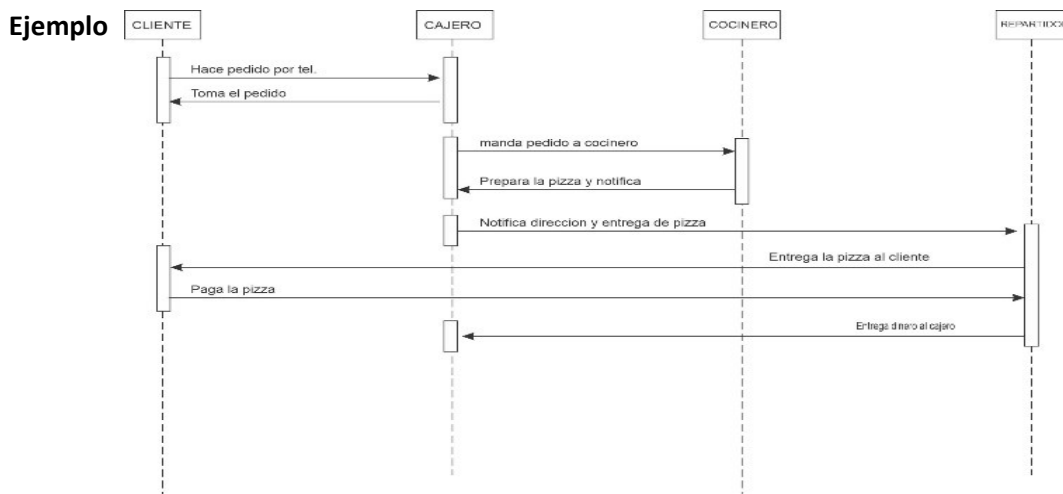 Ejemplo
CLIENTE
CAJERO
COCINERO
REPARTIDOR
Hace pedido por tel.
Toma el pedido
manda pedido a cocinero
Prepara la pizza y notifica
Notifica direccion y entrega de pizza
Entrega la pizza al cliente
Paga la pizza
Entrega dinero al cajero